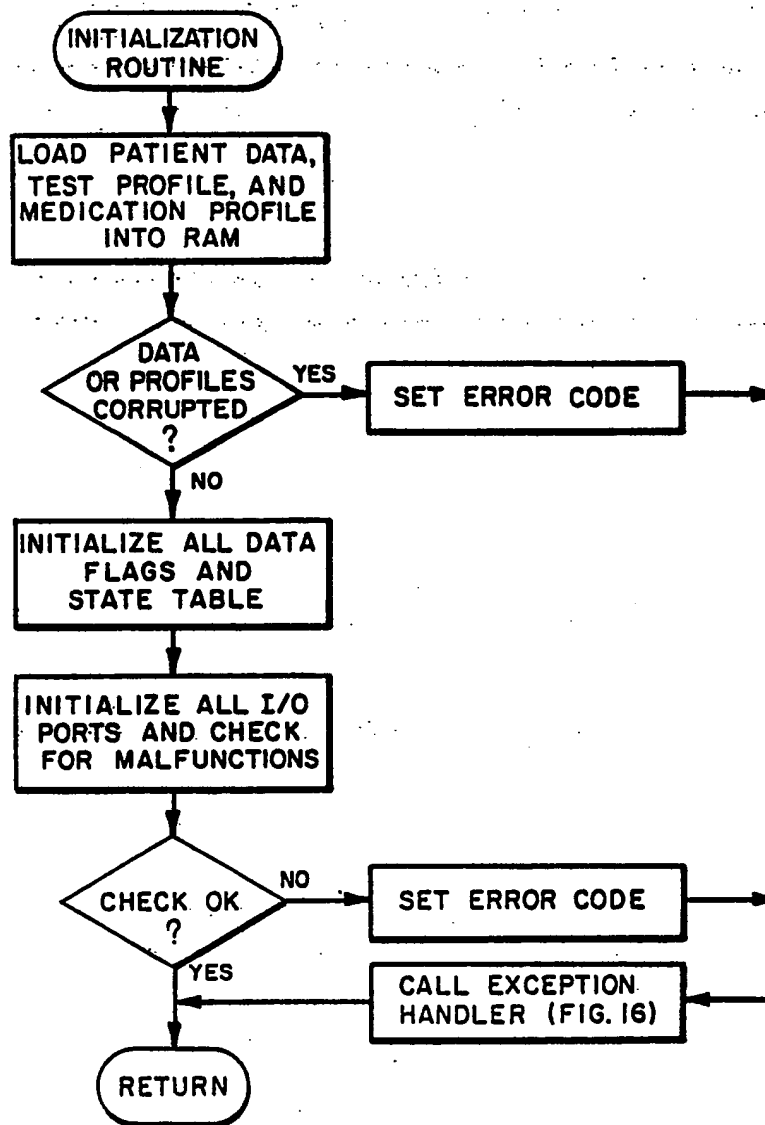 INITIALIZATION
ROUTINE
LOAD PATIENT DATA,
TEST PROFILE, AND
MEDICATION PROFILE
INTO RAM
DATA
OR PROFILES
CORRUPTED
?
YES
SET ERROR CODE
NO
INITIALIZE ALL DATA
FLAGS AND
STATE TABLE
INITIALIZE ALL I/O
PORTS AND CHECK
FOR MALFUNCTIONS
CHECK OK
?
NO
SET ERROR CODE
YES
CALL EXCEPTION
HANDLER (FIG. 16)
RETURN